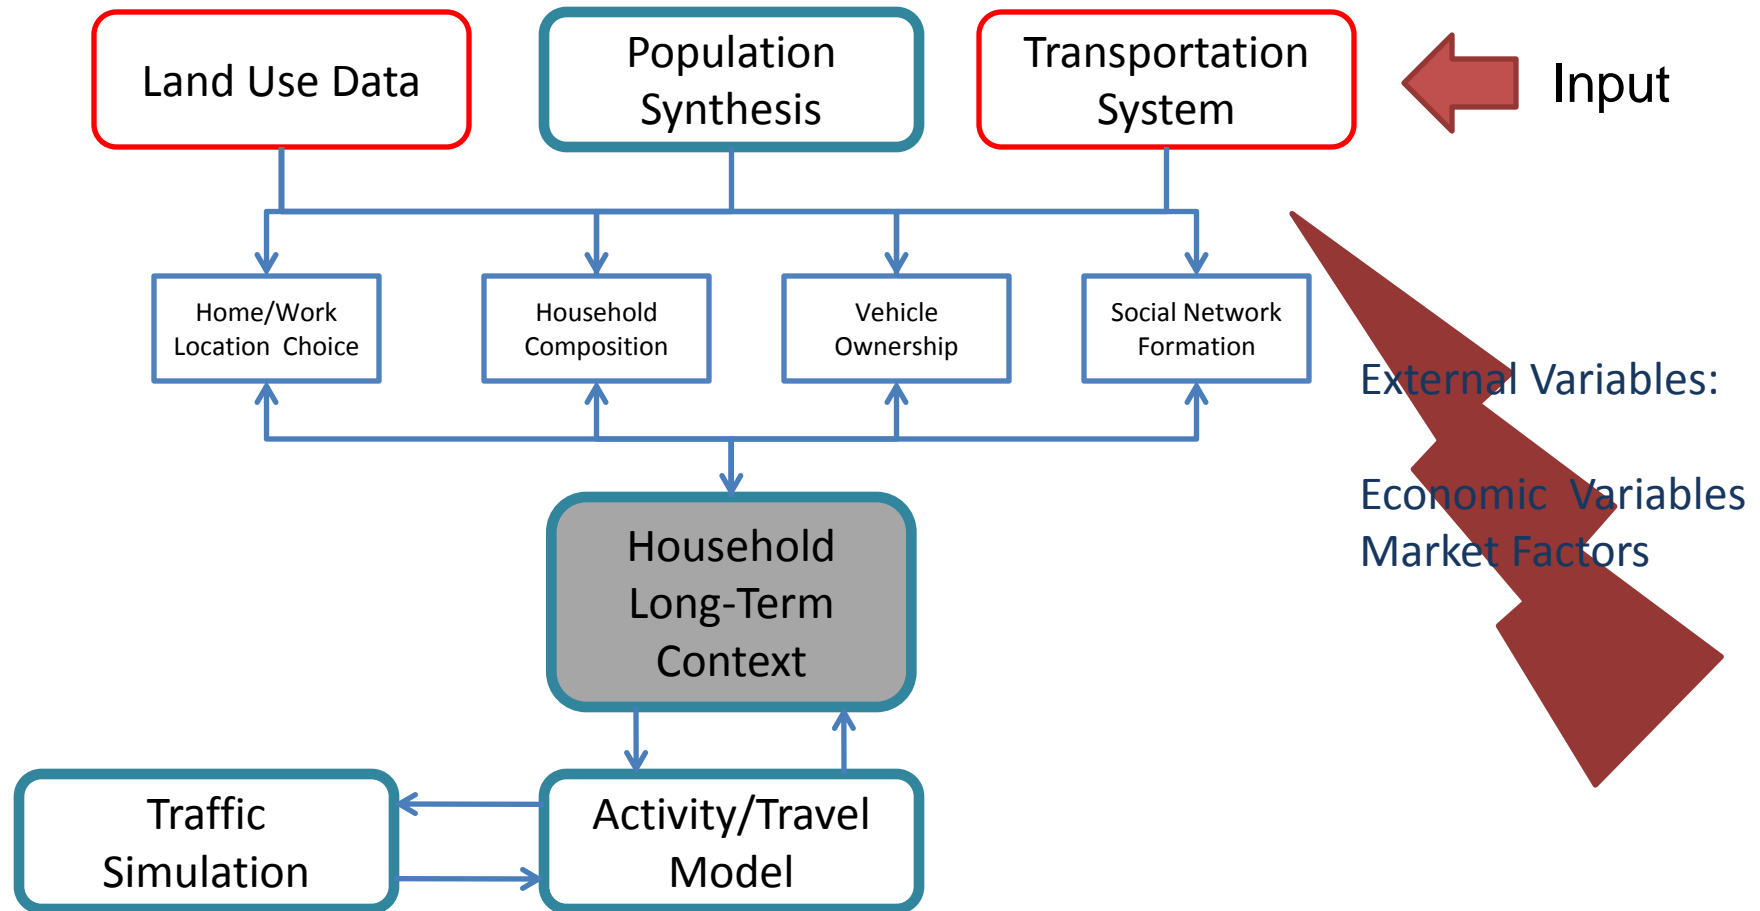 Land Use Data
Population
Synthesis
Transportation
System
Input
Home/Work
Location  Choice
Household
Composition
Vehicle
Ownership
Social Network
Formation
External Variables:
Economic  Variables
Market Factors
Household
Long-Term
Context
Traffic
Simulation
Activity/Travel
Model